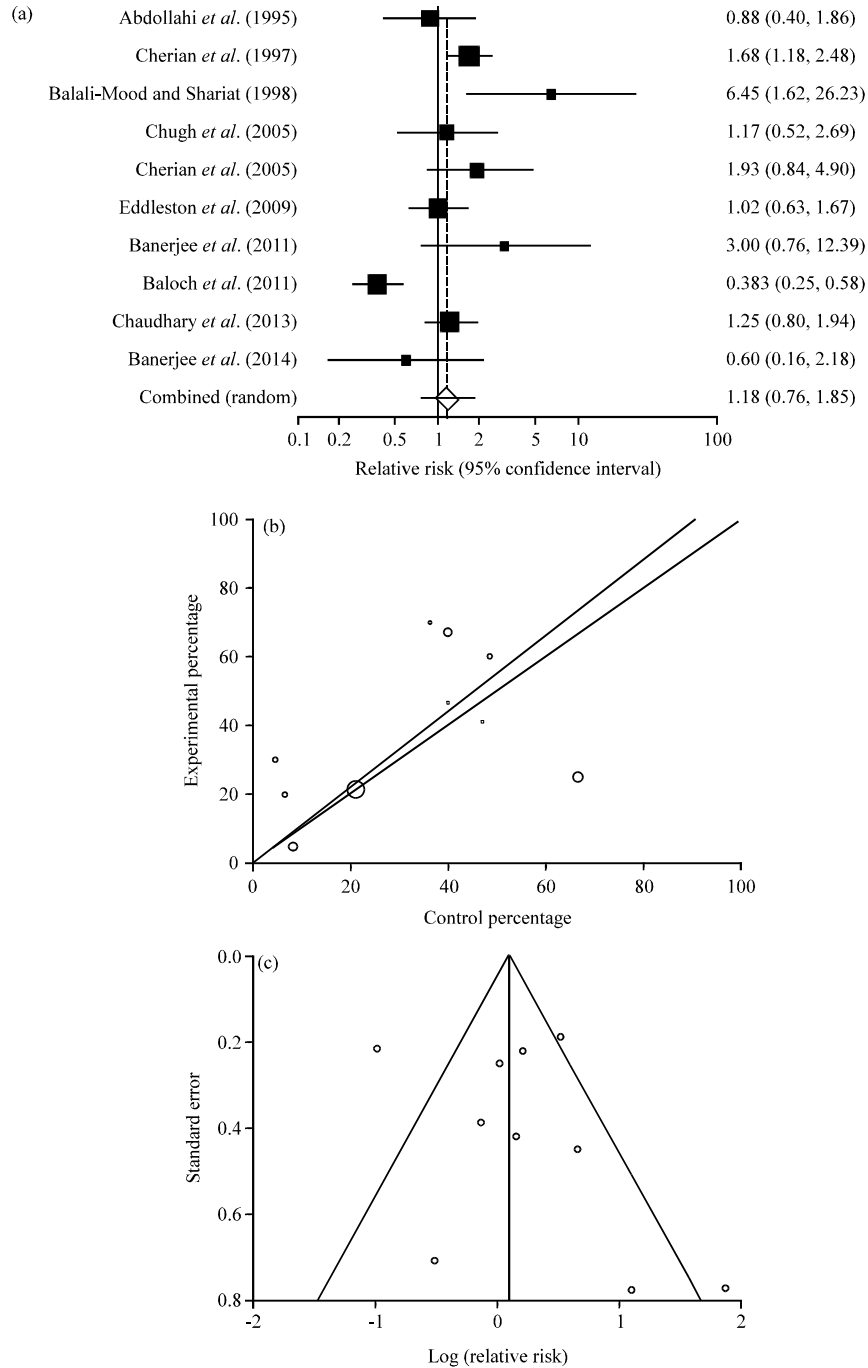 (a)
Abdollahi et al. (1995) 0.88 (0.40, 1.86)
Cherian et al. (1997) 1.68 (1.18, 2.48)
Balali-Mood and Shariat (1998) 6.45 (1.62, 26.23)
Chugh et al. (2005) 1.17 (0.52, 2.69)
Cherian et al. (2005) 1.93 (0.84, 4.90)
Eddleston et al. (2009) 1.02 (0.63, 1.67)
Banerjee et al. (2011) 3.00 (0.76, 12.39)
Baloch et al. (2011) 0.383 (0.25, 0.58)
Chaudhary et al. (2013) 1.25 (0.80, 1.94)
Banerjee et al. (2014) 0.60 (0.16, 2.18)
Combined (random) 1.18 (0.76, 1.85)
0.1 0.2 0.5 1 2 5 10 100
Relative risk (95% confidence interval)
(b)
Experimental percentage
100
80
60
40
20
0
0 20 40 60 80 100
Control percentage
(c)
Standard error
0.0
0.2
0.4
0.6
0.8
-2 -1 0 1 2
Log (relative risk)